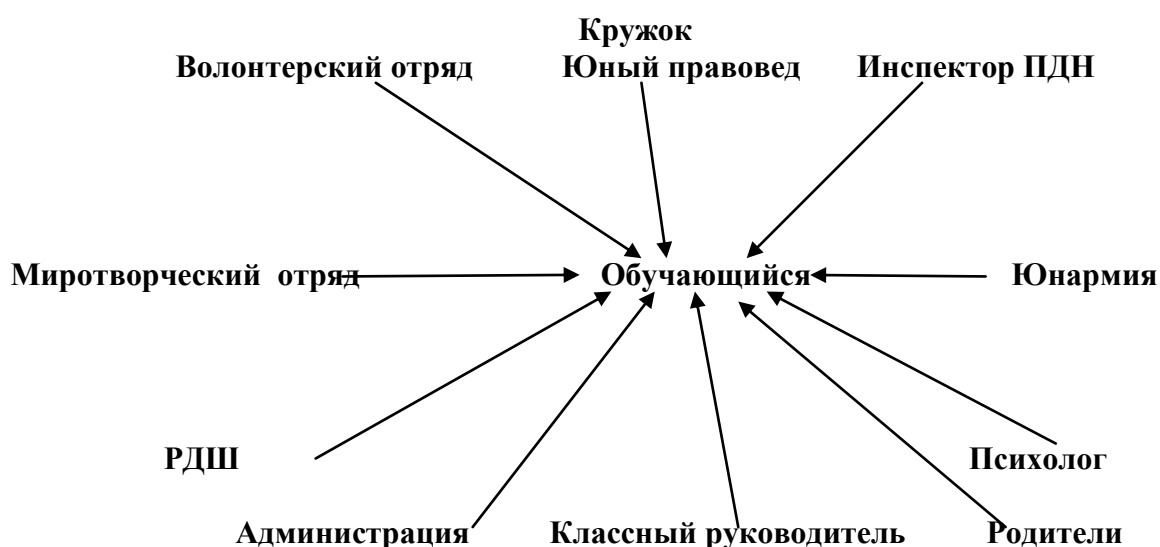 Кружок
Волонтерский отряд Юный правовед Инспектор ПДН
Миротворческий отряд Обучающийся Юнармия
РДШ Психолог
Администрация Классный руководитель Родители